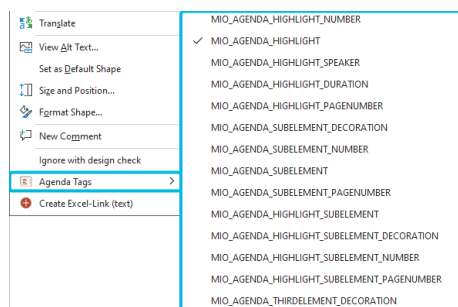 Translate
View Alt Text...
Set as Default Shape
Size and Position...
Format Shape...
New Comment
Ignore with design check
Agenda Tags
Create Excel-Link (text)
MIO_AGENDA_HIGHLIGHT_NUMBER
MIO_AGENDA_HIGHLIGHT
MIO_AGENDA_HIGHLIGHT_SPEAKER
MIO_AGENDA_HIGHLIGHT_DURATION
MIO_AGENDA_HIGHLIGHT_PAGENUMBER
MIO_AGENDA_SUBELEMENT_DECORATION
MIO_AGENDA_SUBELEMENT_NUMBER
MIO_AGENDA_SUBELEMENT
MIO_AGENDA_SUBELEMENT_PAGENUMBER
MIO_AGENDA_HIGHLIGHT_SUBELEMENT
MIO_AGENDA_HIGHLIGHT_SUBELEMENT_DECORATION
MIO_AGENDA_HIGHLIGHT_SUBELEMENT_NUMBER
MIO_AGENDA_HIGHLIGHT_SUBELEMENT_PAGENUMBER
MIO_AGENDA_THIRDELEMENT_DECORATION